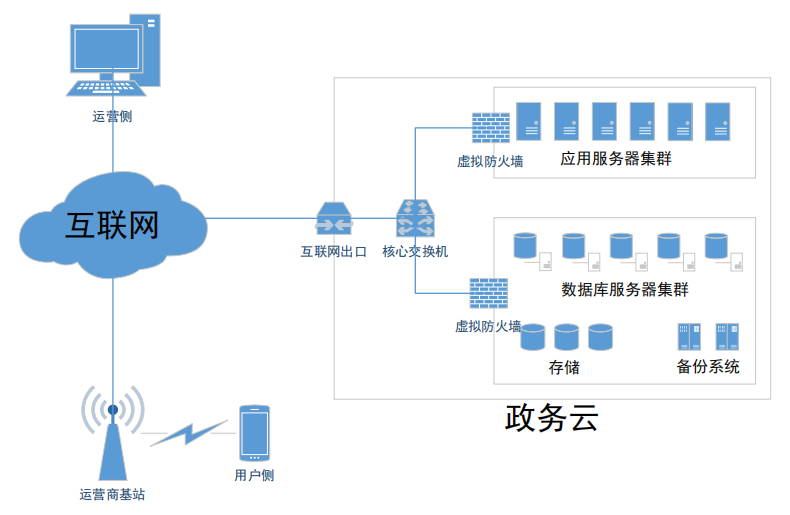 运营侧
虚拟防火墙
应用服务器集群
互联网
互联网出口
核心交换机
数据库服务器集群
虚拟防火墙
存储
备份系统
政务云
用户侧
运营商基站